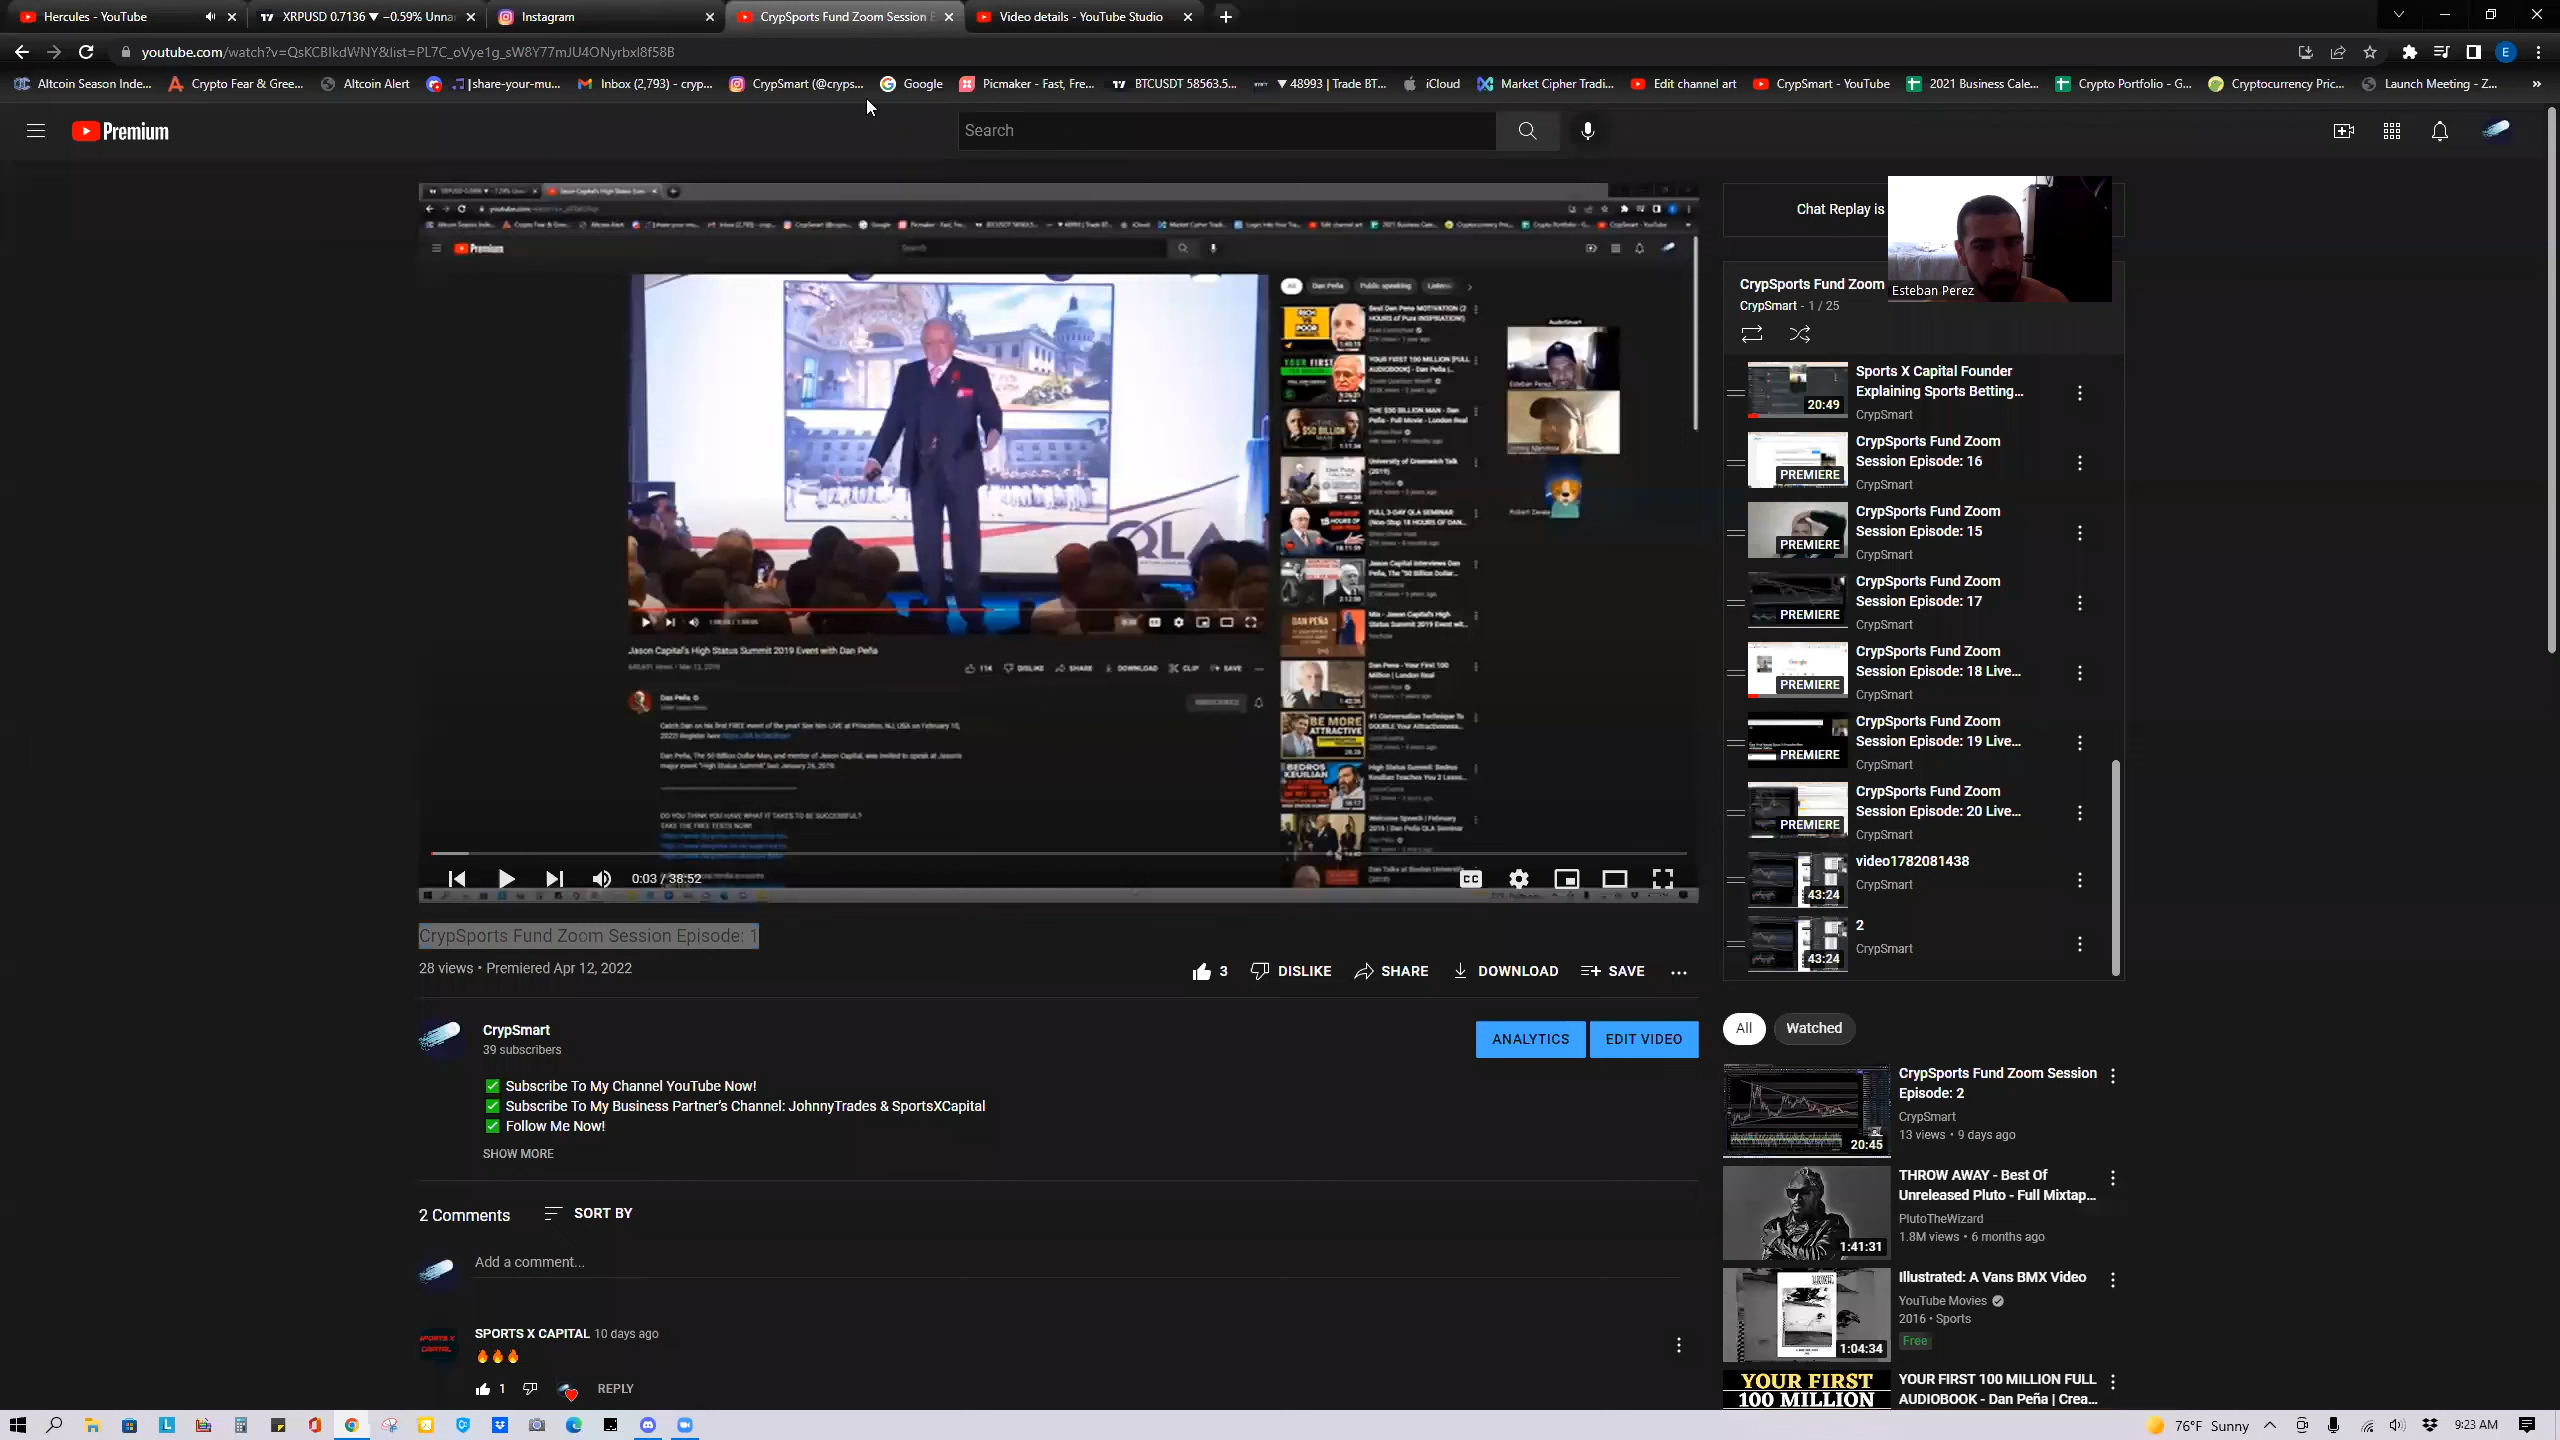 Hercules - YouTube
XRPUSD 0.7136 ▼ −0.59% Unna
Instagram
CrypSports Fund Zoom Session E
Video details - YouTube Studio
youtube.com/watch?v=QsKCBIkdWNY&list=PL7C_oVye1g_sW8Y77mJU4ONyrbxl8f58B
Altcoin Season Inde...
Crypto Fear & Gree...
Altcoin Alert
🎵|share-your-mu...
Inbox (2,793) - cryp...
CrypSmart (@cryps...
Google
Picmaker - Fast, Fre...
BTCUSDT 58563.5...
▼ 48993 | Trade BT...
iCloud
Market Cipher Tradi...
Edit channel art
CrypSmart - YouTube
2021 Business Cale...
Crypto Portfolio - G...
Cryptocurrency Pric...
Launch Meeting - Z...
Premium
Search
QLA
Jason Capital's High Status Summit 2019 Event with Dan Peña
0:03 / 38:52
CrypSports Fund Zoom Session Episode: 1
28 views • Premiered Apr 12, 2022
3
DISLIKE
SHARE
DOWNLOAD
SAVE
CrypSmart
39 subscribers
ANALYTICS
EDIT VIDEO
✅ Subscribe To My Channel YouTube Now!
✅ Subscribe To My Business Partner's Channel: JohnnyTrades & SportsXCapital
✅ Follow Me Now!
SHOW MORE
2 Comments
SORT BY
Add a comment...
SPORTS X CAPITAL 10 days ago
🔥🔥🔥
1
REPLY
Chat Replay is
Esteban Perez
CrypSports Fund Zoom
CrypSmart - 1 / 25
Sports X Capital Founder
Explaining Sports Betting...
CrypSmart
20:49
CrypSports Fund Zoom
Session Episode: 16
CrypSmart
PREMIERE
CrypSports Fund Zoom
Session Episode: 15
CrypSmart
PREMIERE
CrypSports Fund Zoom
Session Episode: 17
CrypSmart
PREMIERE
CrypSports Fund Zoom
Session Episode: 18 Live...
CrypSmart
PREMIERE
CrypSports Fund Zoom
Session Episode: 19 Live...
CrypSmart
PREMIERE
CrypSports Fund Zoom
Session Episode: 20 Live...
CrypSmart
PREMIERE
video1782081438
CrypSmart
43:24
2
CrypSmart
43:24
All
Watched
CrypSports Fund Zoom Session
Episode: 2
CrypSmart
13 views • 9 days ago
20:45
THROW AWAY - Best Of
Unreleased Pluto - Full Mixtap...
PlutoTheWizard
1.8M views • 6 months ago
1:41:31
Illustrated: A Vans BMX Video
YouTube Movies
2016 • Sports
Free
1:04:34
YOUR FIRST
100 MILLION
YOUR FIRST 100 MILLION FULL
AUDIOBOOK - Dan Peña | Crea...
76°F Sunny
9:23 AM